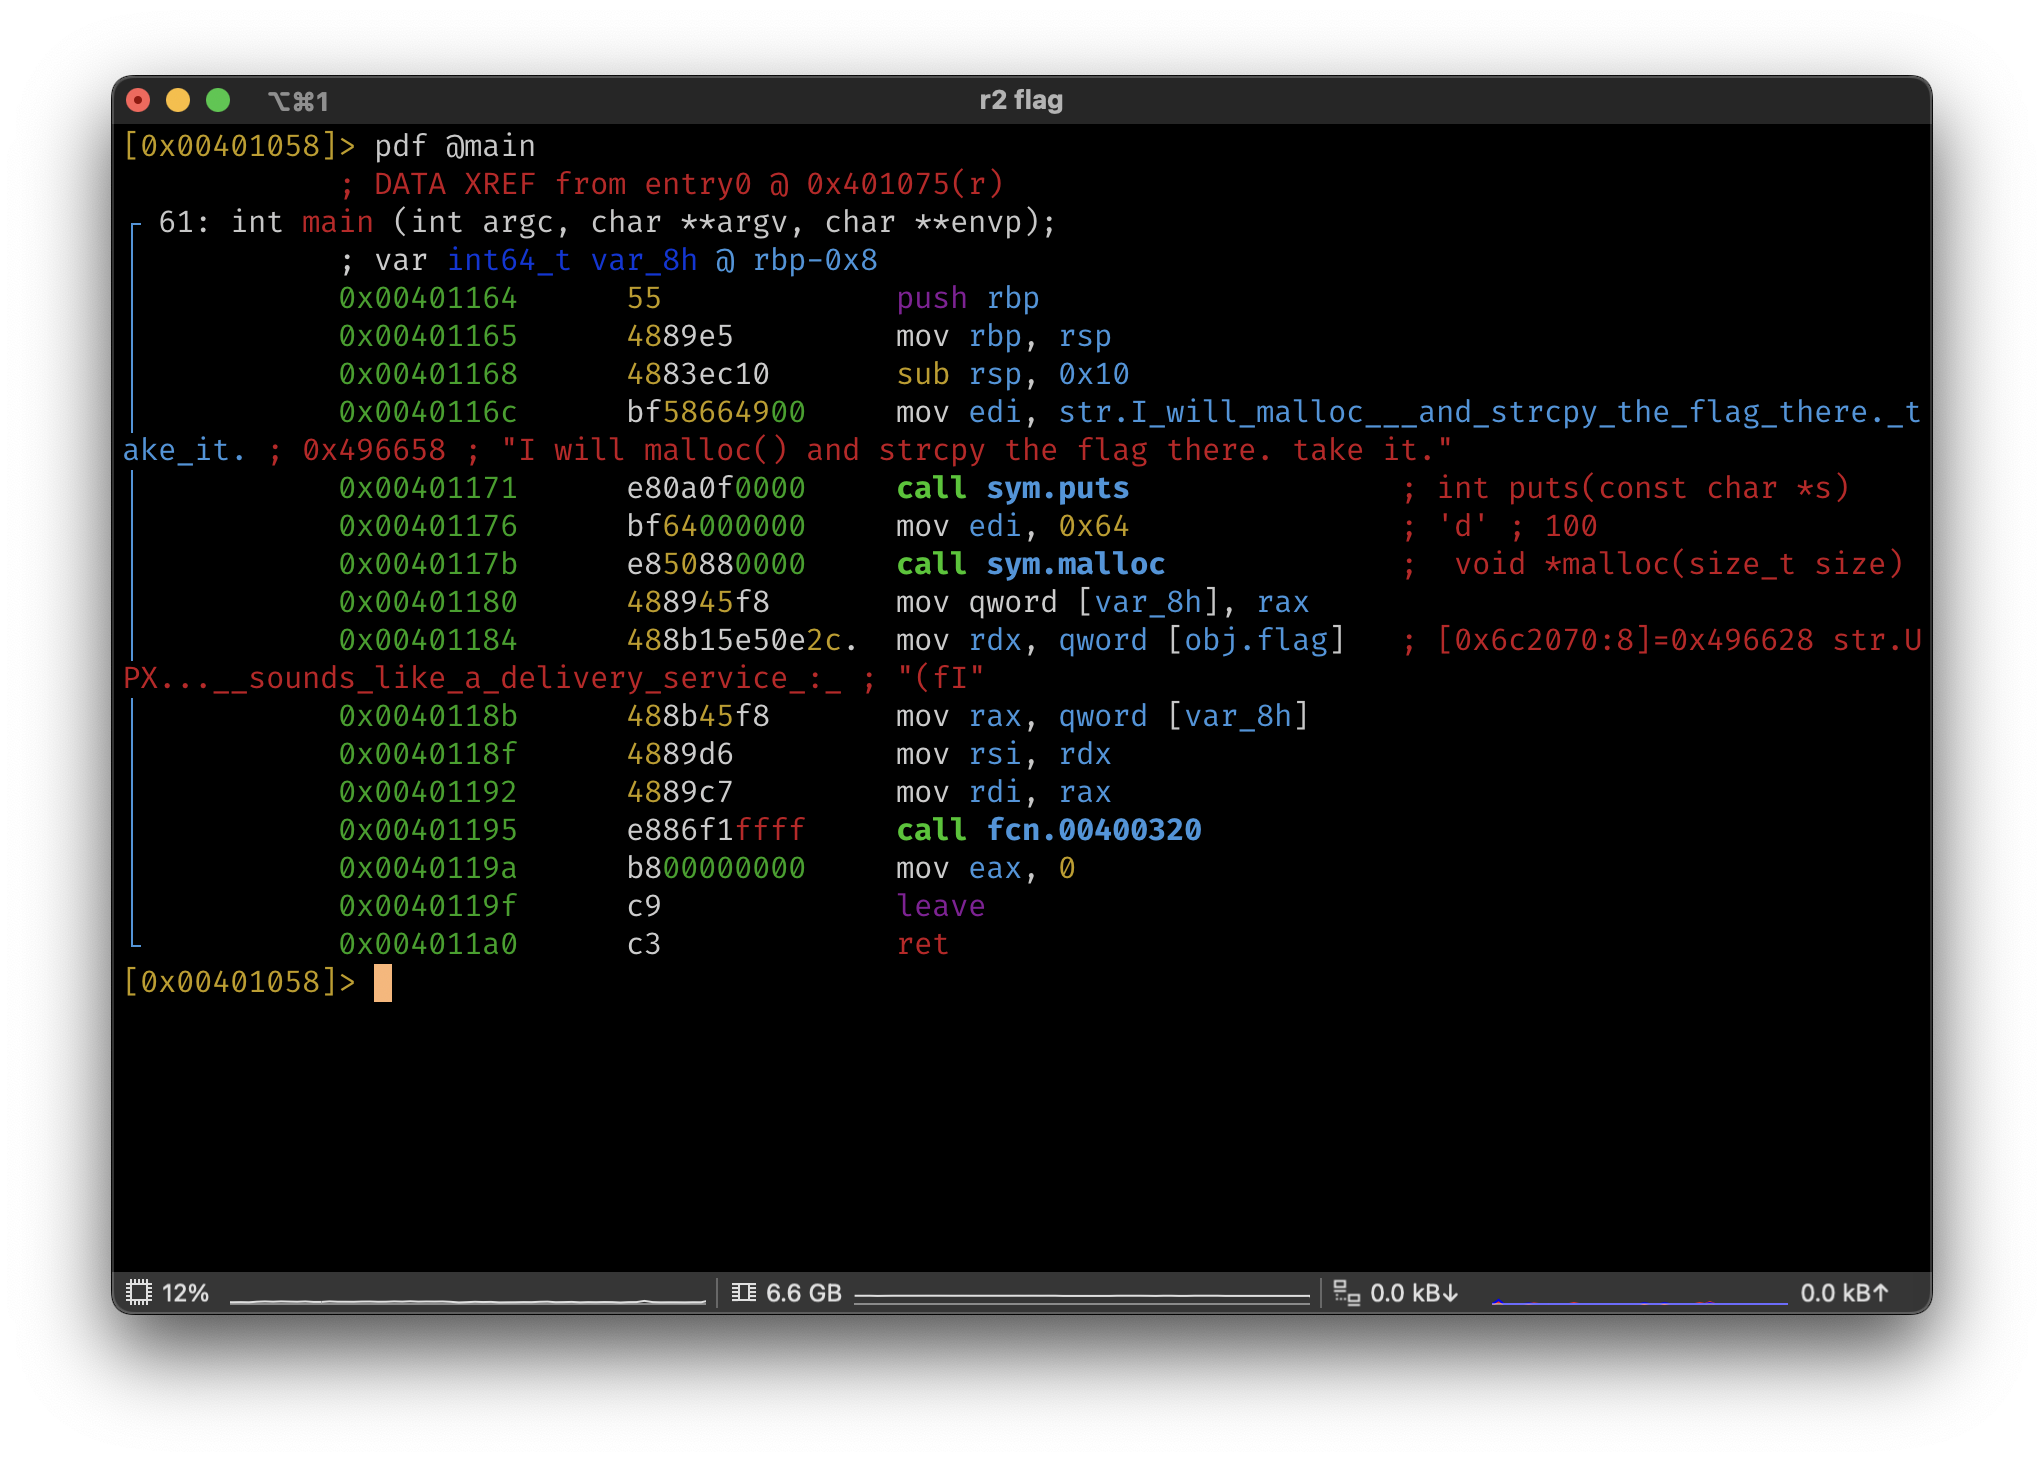 ⌥⌘1 r2 flag
[0x00401058]> pdf @main
; DATA XREF from entry0 @ 0x401075(r)
┌ 61: int main (int argc, char **argv, char **envp);
│ ; var int64_t var_8h @ rbp-0x8
│ 0x00401164 55 push rbp
│ 0x00401165 4889e5 mov rbp, rsp
│ 0x00401168 4883ec10 sub rsp, 0x10
│ 0x0040116c bf58664900 mov edi, str.I_will_malloc___and_strcpy_the_flag_there._t
ake_it. ; 0x496658 ; "I will malloc() and strcpy the flag there. take it."
│ 0x00401171 e80a0f0000 call sym.puts ; int puts(const char *s)
│ 0x00401176 bf64000000 mov edi, 0x64 ; 'd' ; 100
│ 0x0040117b e850880000 call sym.malloc ;  void *malloc(size_t size)
│ 0x00401180 488945f8 mov qword [var_8h], rax
│ 0x00401184 488b15e50e2c. mov rdx, qword [obj.flag] ; [0x6c2070:8]=0x496628 str.U
PX...__sounds_like_a_delivery_service_:_ ; "(fI"
│ 0x0040118b 488b45f8 mov rax, qword [var_8h]
│ 0x0040118f 4889d6 mov rsi, rdx
│ 0x00401192 4889c7 mov rdi, rax
│ 0x00401195 e886f1ffff call fcn.00400320
│ 0x0040119a b800000000 mov eax, 0
│ 0x0040119f c9 leave
└ 0x004011a0 c3 ret
[0x00401058]>
12% 6.6 GB 0.0 kB↓ 0.0 kB↑